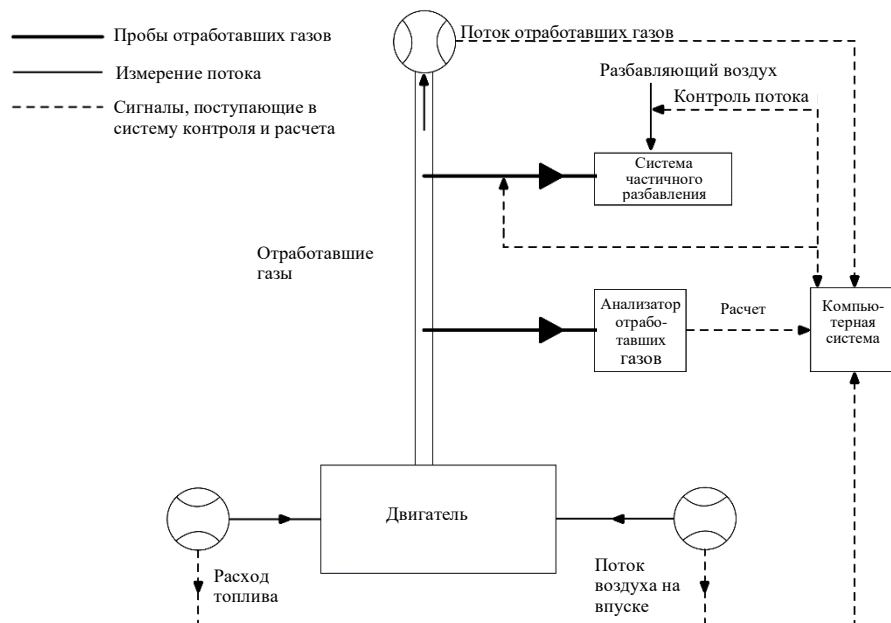 Пробы отработавших газов
Измерение потока
Сигналы, поступающие в
систему контроля и расчета
Поток отработавших газов
Разбавляющий воздух
Контроль потока
Система
частичного
разбавления
Отработавшие
газы
Анализатор
отрабо-
тавших
газов
Расчет
Компью-
терная
система
Двигатель
Расход
топлива
Поток
воздуха на
впуске